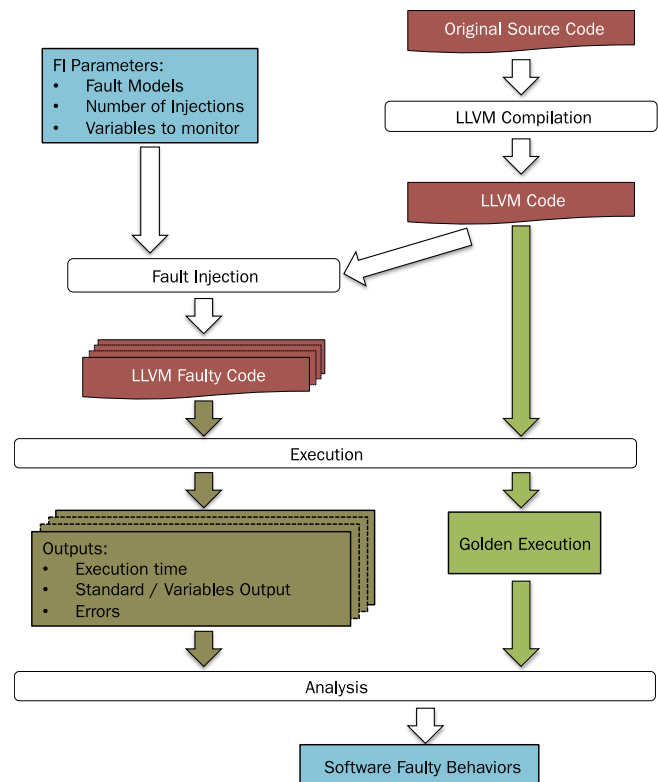 Original Source Code
FI Parameters:
• Fault Models
• Number of Injections
• Variables to monitor
LLVM Compilation
LLVM Code
Fault Injection
LLVM Faulty Code
Execution
Outputs:
• Execution time
• Standard / Variables Output
• Errors
Golden Execution
Analysis
Software Faulty Behaviors